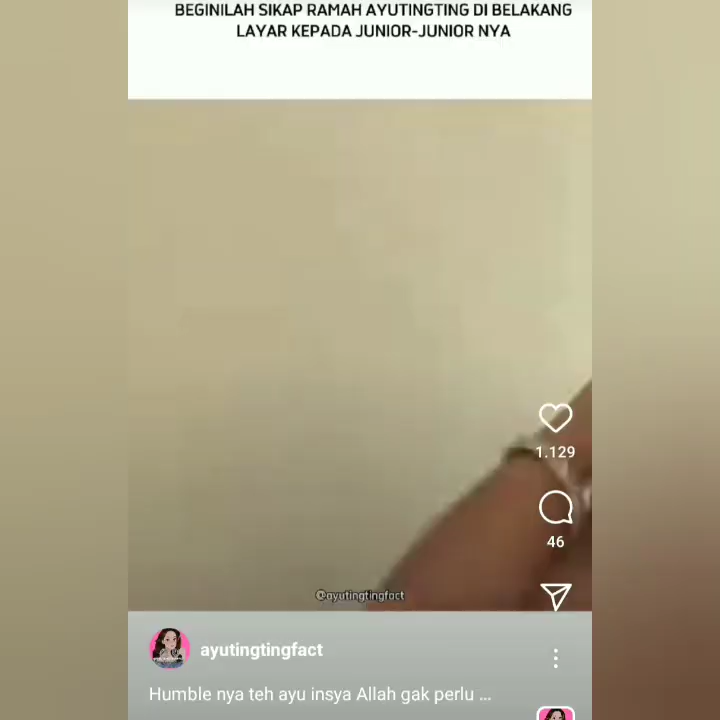 BEGINILAH SIKAP RAMAH AYUTINGTING DI BELAKANG
LAYAR KEPADA JUNIOR-JUNIOR NYA
1.129
46
@ayutingtingfact
ayutingtingfact
Humble nya teh ayu insya Allah gak perlu ...